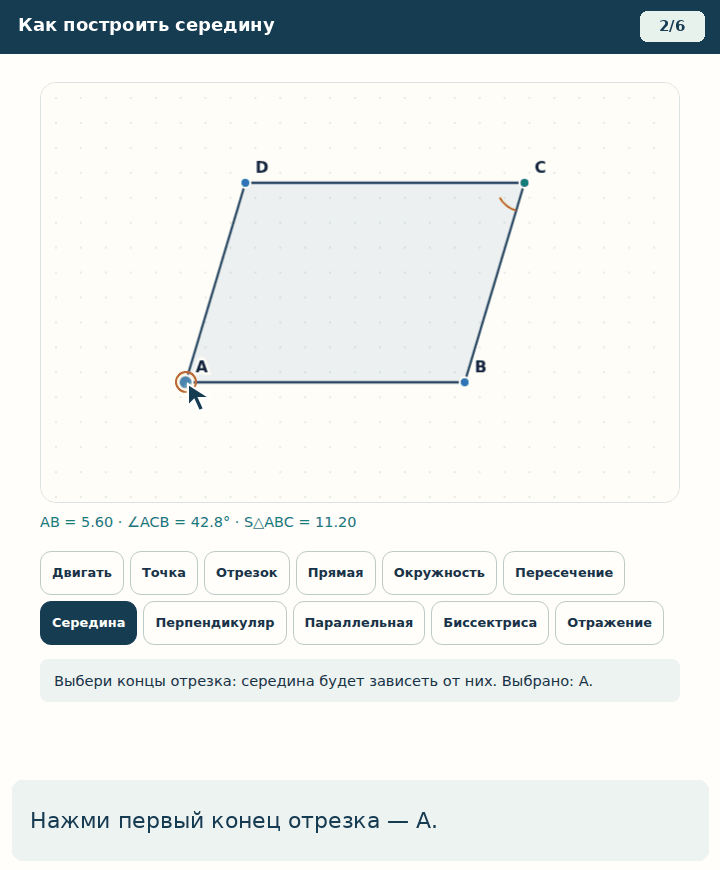 Как построить середину
2/6
D
C
A
B
AB = 5.60 · ∠ACB = 42.8° · S△ABC = 11.20
Двигать
Точка
Отрезок
Прямая
Окружность
Пересечение
Середина
Перпендикуляр
Параллельная
Биссектриса
Отражение
Выбери концы отрезка: середина будет зависеть от них. Выбрано: A.
Нажми первый конец отрезка — A.